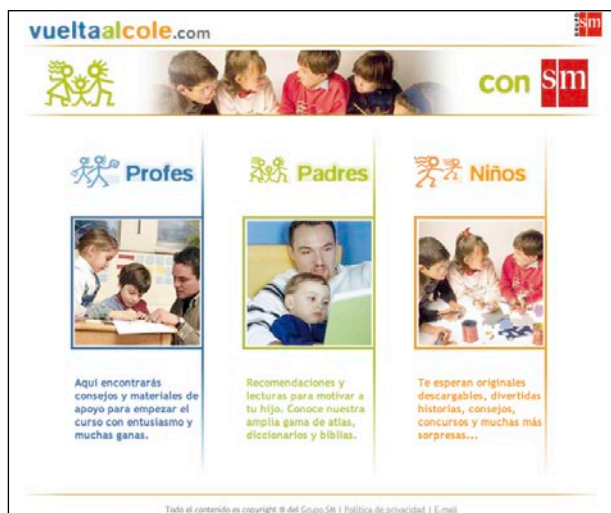 vueltaalcole.com
GRUPO sm
con sm
Profes
Padres
Niños
Aquí encontrarás
consejos y materiales de
apoyo para empezar el
curso con entusiasmo y
muchas ganas.
Recomendaciones y
lecturas para motivar a
tu hijo. Conoce nuestra
amplia gama de atlas,
diccionarios y biblias.
Te esperan originales
descargables, divertidas
historias, consejos,
concursos y muchas más
sorpresas...
Todo el contenido es copyright ® del Grupo SM | Política de privacidad | E-mail